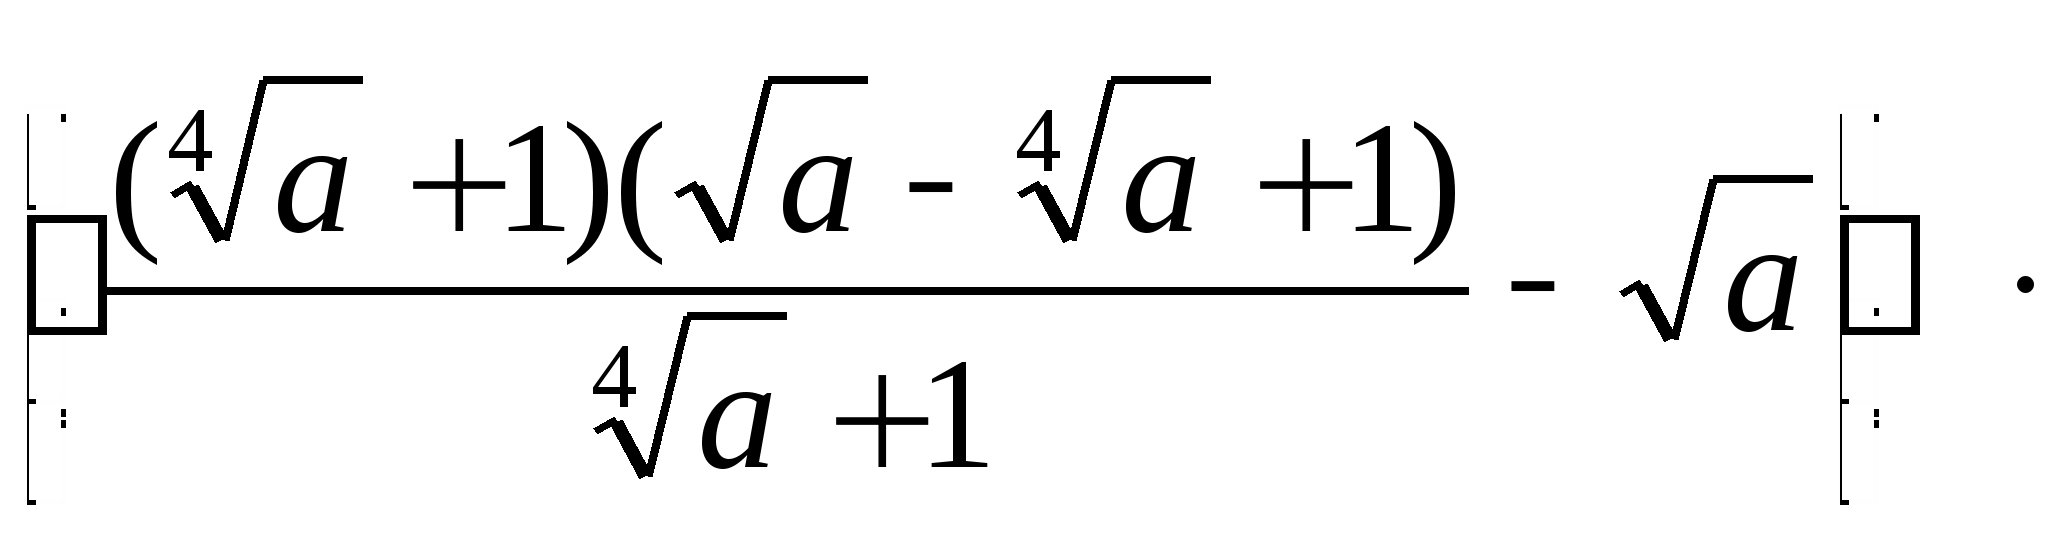 (⁴√a +1)(√a - ⁴√a +1)
- √a ·
⁴√a +1